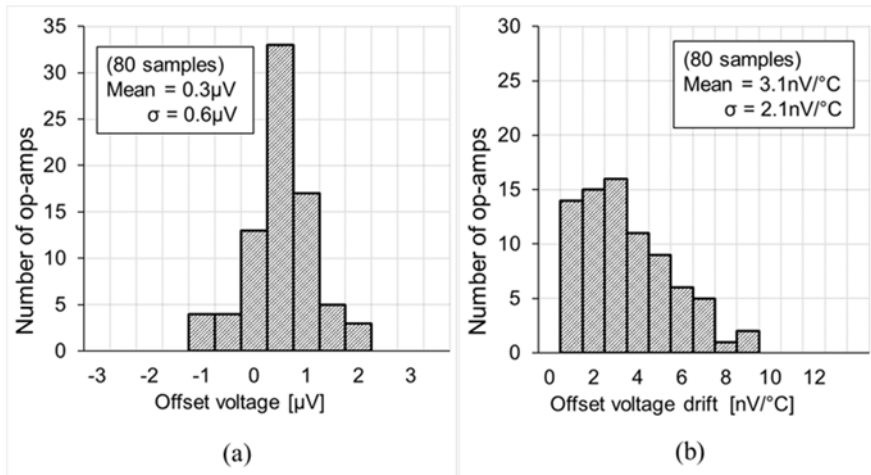 35
30
25
20
15
10
5
0
Number of op-amps
(80 samples)
Mean = 0.3µV
σ = 0.6µV
-3 -2 -1 0 1 2 3
Offset voltage [µV]
(a)
30
25
20
15
10
5
0
Number of op-amps
(80 samples)
Mean = 3.1nV/°C
σ = 2.1nV/°C
0 2 4 6 8 10 12
Offset voltage drift [nV/°C]
(b)